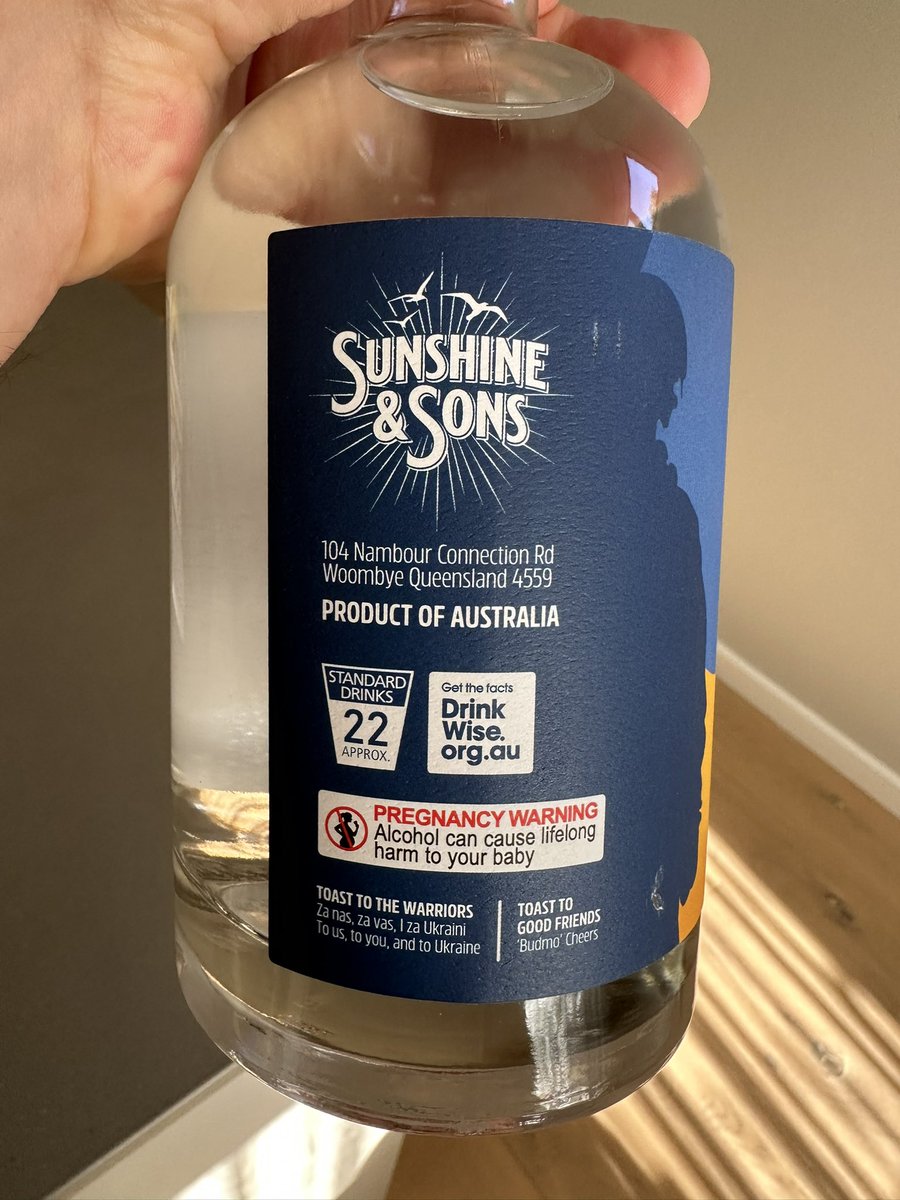 SUNSHINE
& SONS
104 Nambour Connection Rd
Woombye Queensland 4559
PRODUCT OF AUSTRALIA
STANDARD
DRINKS
22
APPROX.
Get the facts
Drink
Wise.
org.au
PREGNANCY WARNING
Alcohol can cause lifelong
harm to your baby
TOAST TO THE WARRIORS
Za nas, za vas, I za Ukraini
To us, to you, and to Ukraine
TOAST TO
GOOD FRIENDS
'Budmo' Cheers